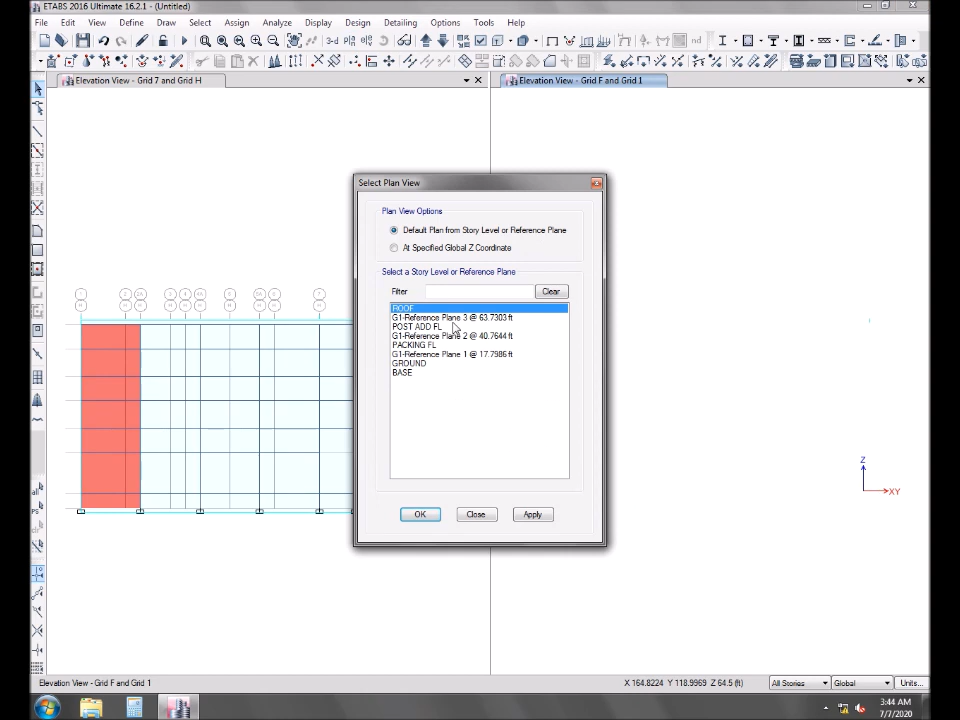 ETABS 2016 Ultimate 16.2.1 - (Untitled)
File Edit View Define Draw Select Assign Analyze Display Design Detailing Options Tools Help
3-d
nd
Elevation View - Grid 7 and Grid H
Elevation View - Grid F and Grid 1
Select Plan View
Plan View Options
Default Plan from Story Level or Reference Plane
At Specified Global Z Coordinate
Select a Story Level or Reference Plane
Filter
Clear
ROOF
G1-Reference Plane 3 @ 63.7303 ft
POST ADD FL
G1-Reference Plane 2 @ 40.7644 ft
PACKING FL
G1-Reference Plane 1 @ 17.7986 ft
GROUND
BASE
OK Close Apply
Z
XY
all
PS
clr
Elevation View - Grid F and Grid 1
X 164.8224 Y 118.9969 Z 64.5 (ft)
All Stories
Global
Units...
3:44 AM
7/7/2020